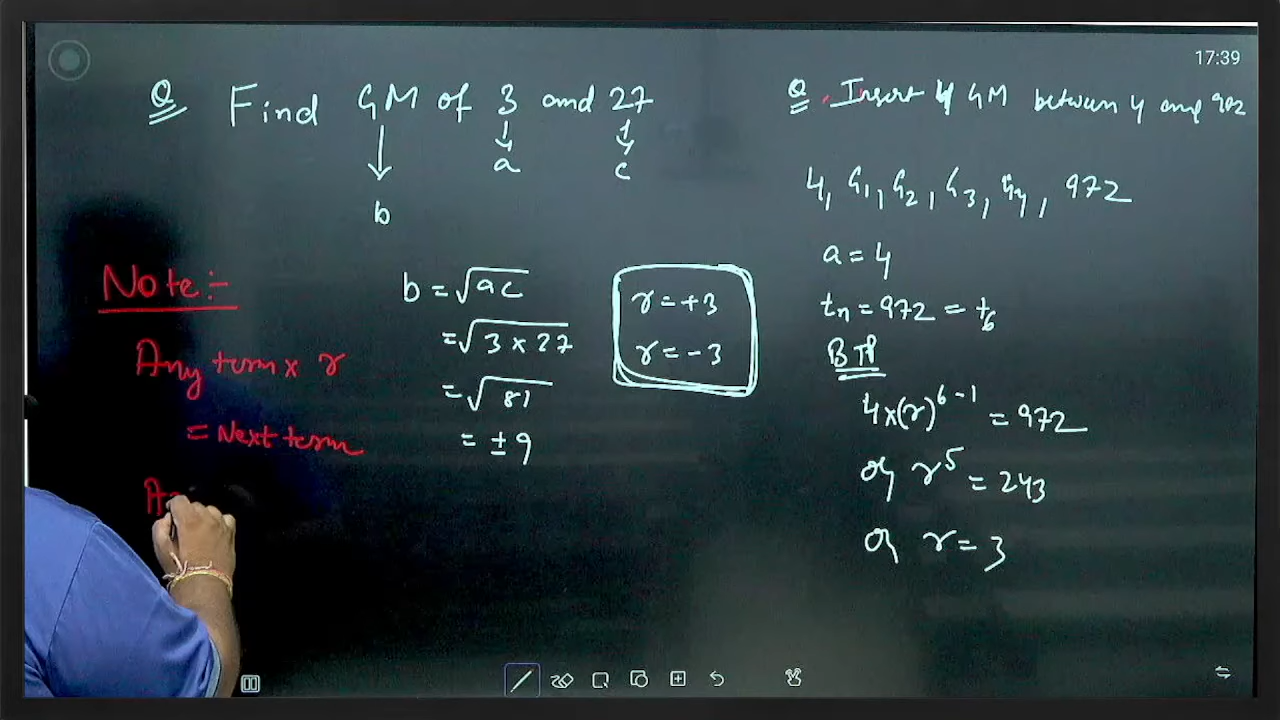 17:39
Q Find GM of 3 and 27
a
c
b
Note:-
Any term x r
= Next term
b = √ac
= √3 x 27
= √81
= ± 9
r = +3
r = -3
Q. Insert 4 GM between 4 and 972
4, G1, G2, G3, G4, 972
a = 4
tn = 972 = t6
BTP
4x(r)^6-1 = 972
or r^5 = 243
or r = 3